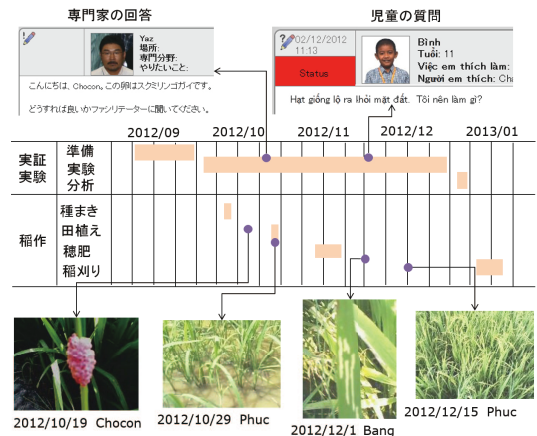 専門家の回答
児童の質問
Yaz
場所:
専門分野:
やりたいこと:
こんにちは、Chocon。この卵はスクミリンゴガイです。
どうすれば良いかファシリテーターに聞いてください。
02/12/2012
11:13
Status
Bình
Tuổi: 11
Việc em thích làm:
Người em thích: Cha
Hạt giống lộ ra khỏi mặt đất. Tôi nên làm gì?
2012/09 2012/10 2012/11 2012/12 2013/01
実証
実験
準備
実験
分析
稲作
種まき
田植え
穂肥
稲刈り
2012/10/19 Chocon
2012/10/29 Phuc
2012/12/1 Bang
2012/12/15 Phuc